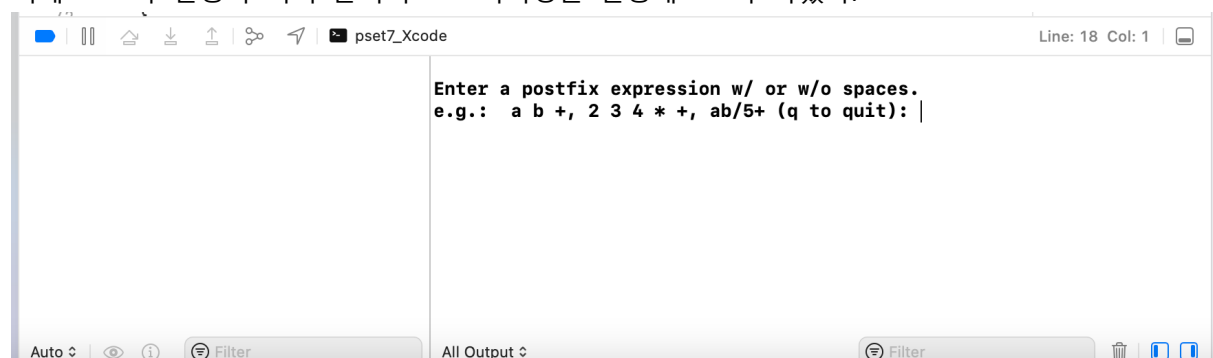 pset7_Xcode
Line: 18 Col: 1
Enter a postfix expression w/ or w/o spaces.
e.g.: a b +, 2 3 4 * +, ab/5+ (q to quit):
Auto
Filter
All Output
Filter